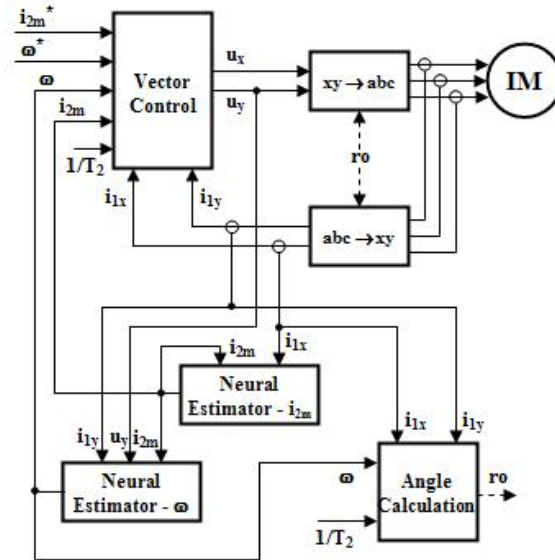 i2m*
ω*
ω
i2m
1/T2
Vector
Control
ux
uy
xy→abc
IM
ro
i1x
i1y
abc→xy
i2m
i1x
Neural
Estimator - i2m
i1y
uy
i2m
Neural
Estimator - ω
i1x
i1y
ω
Angle
Calculation
ro
1/T2